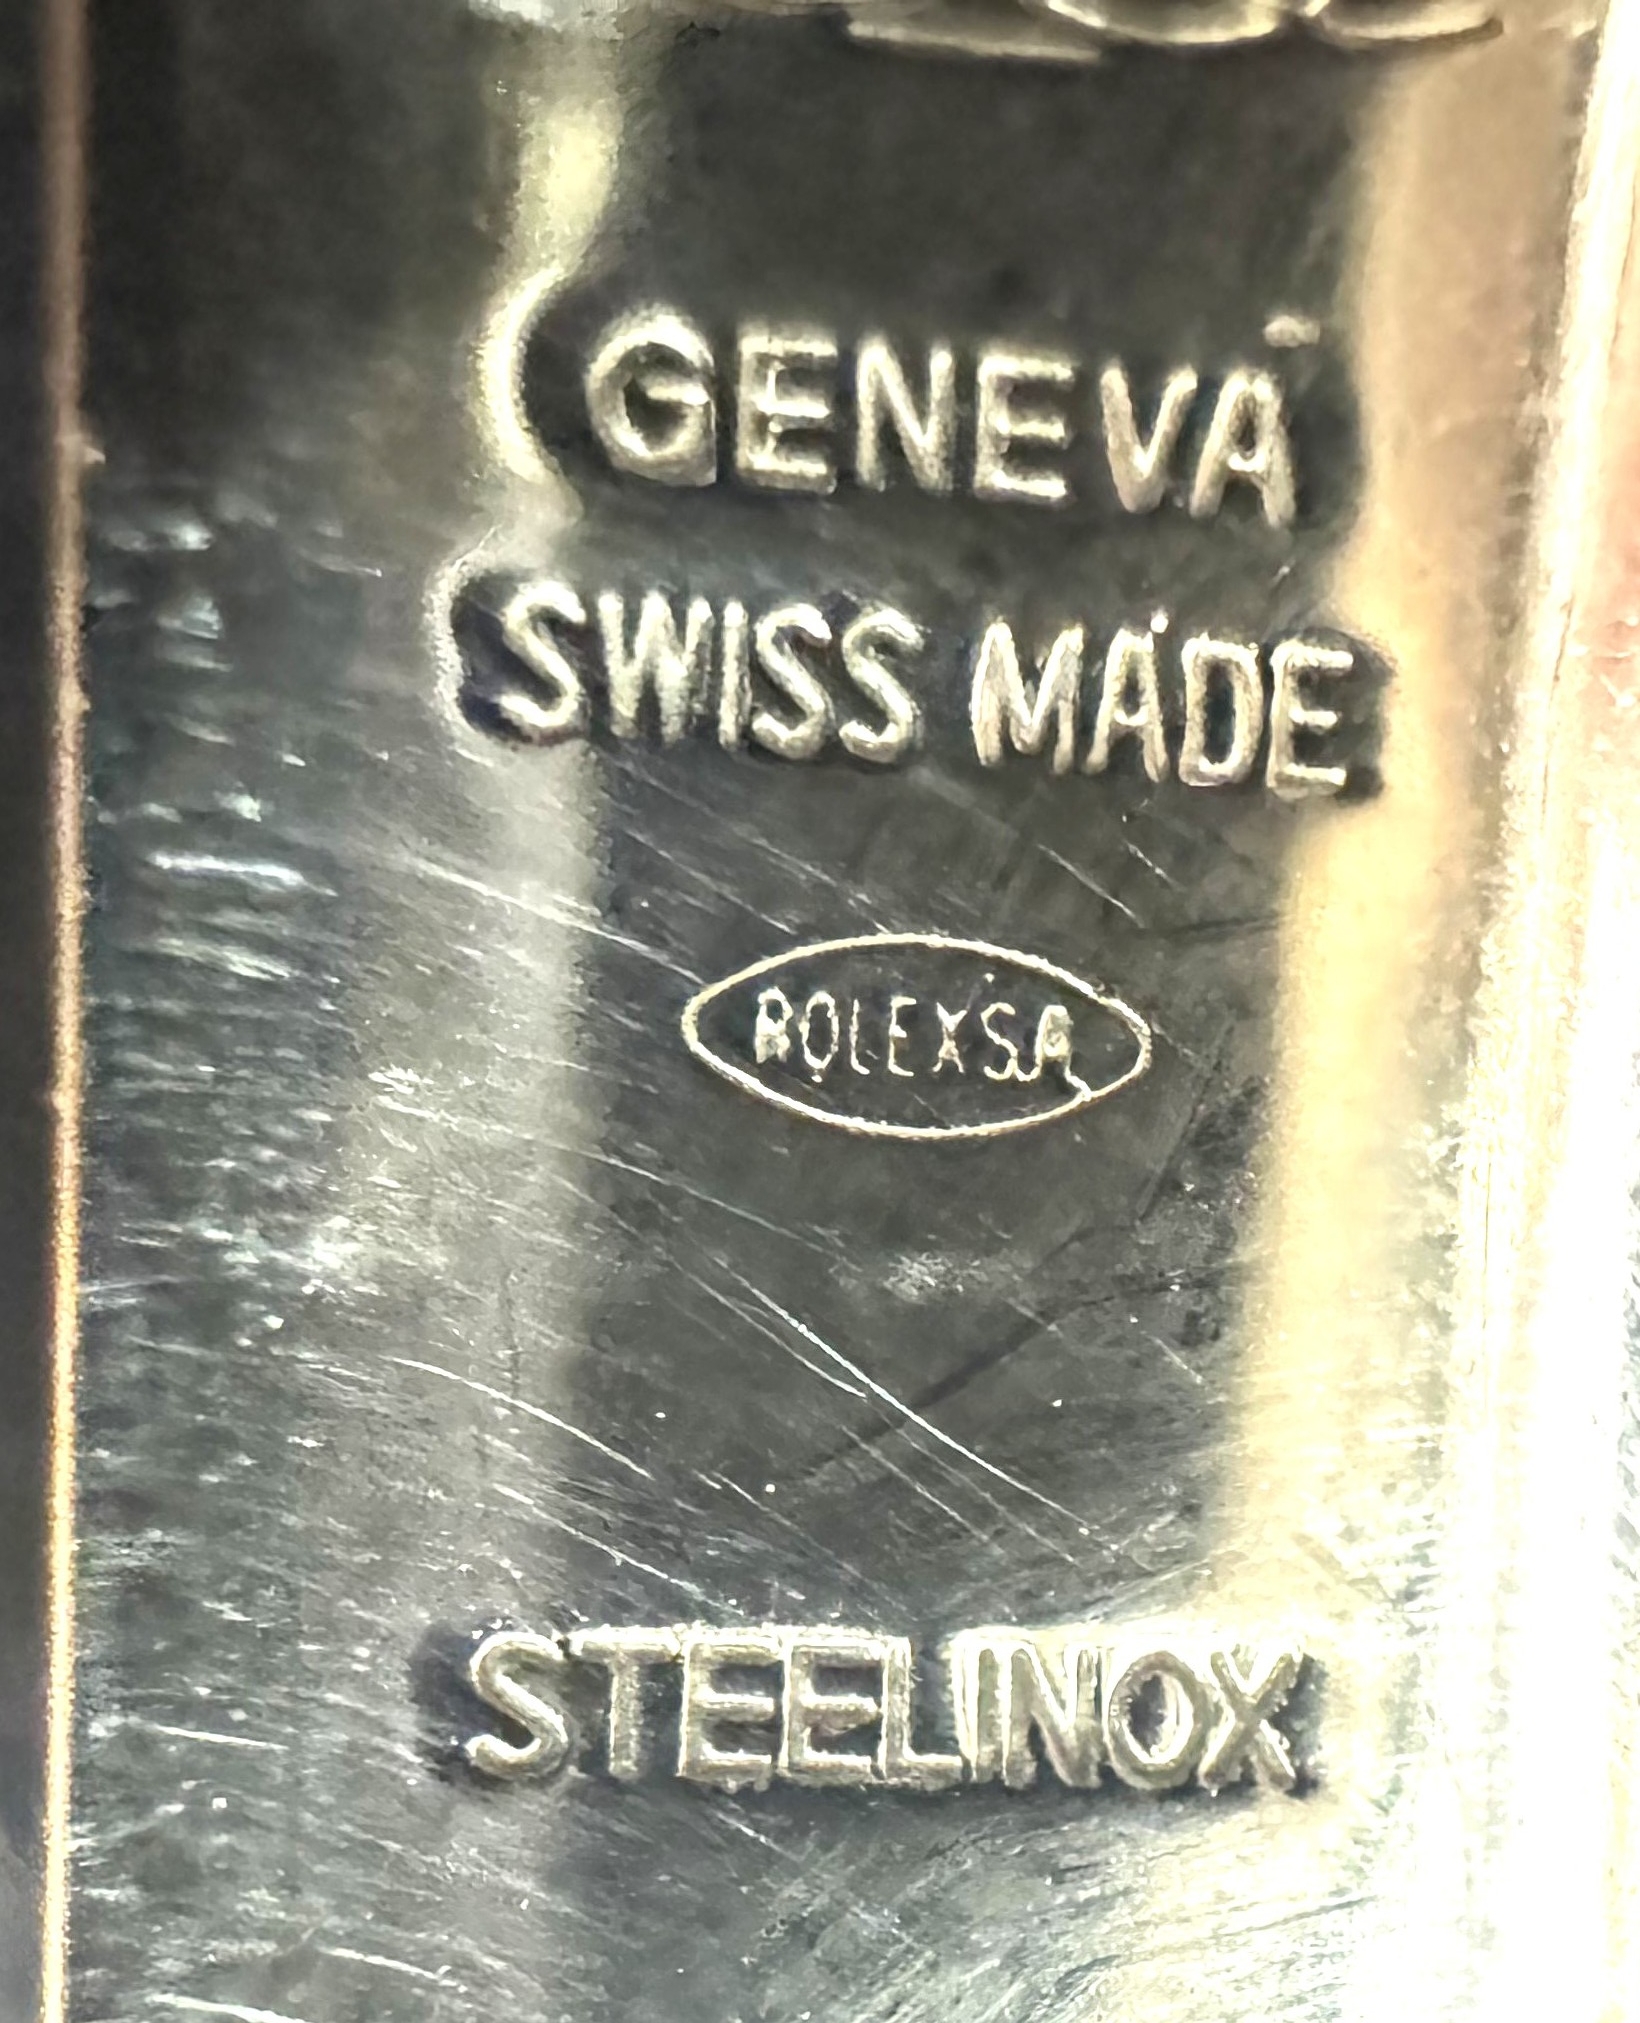 GENEVA
SWISS MADE
ROLEX S.A
STEELINOX